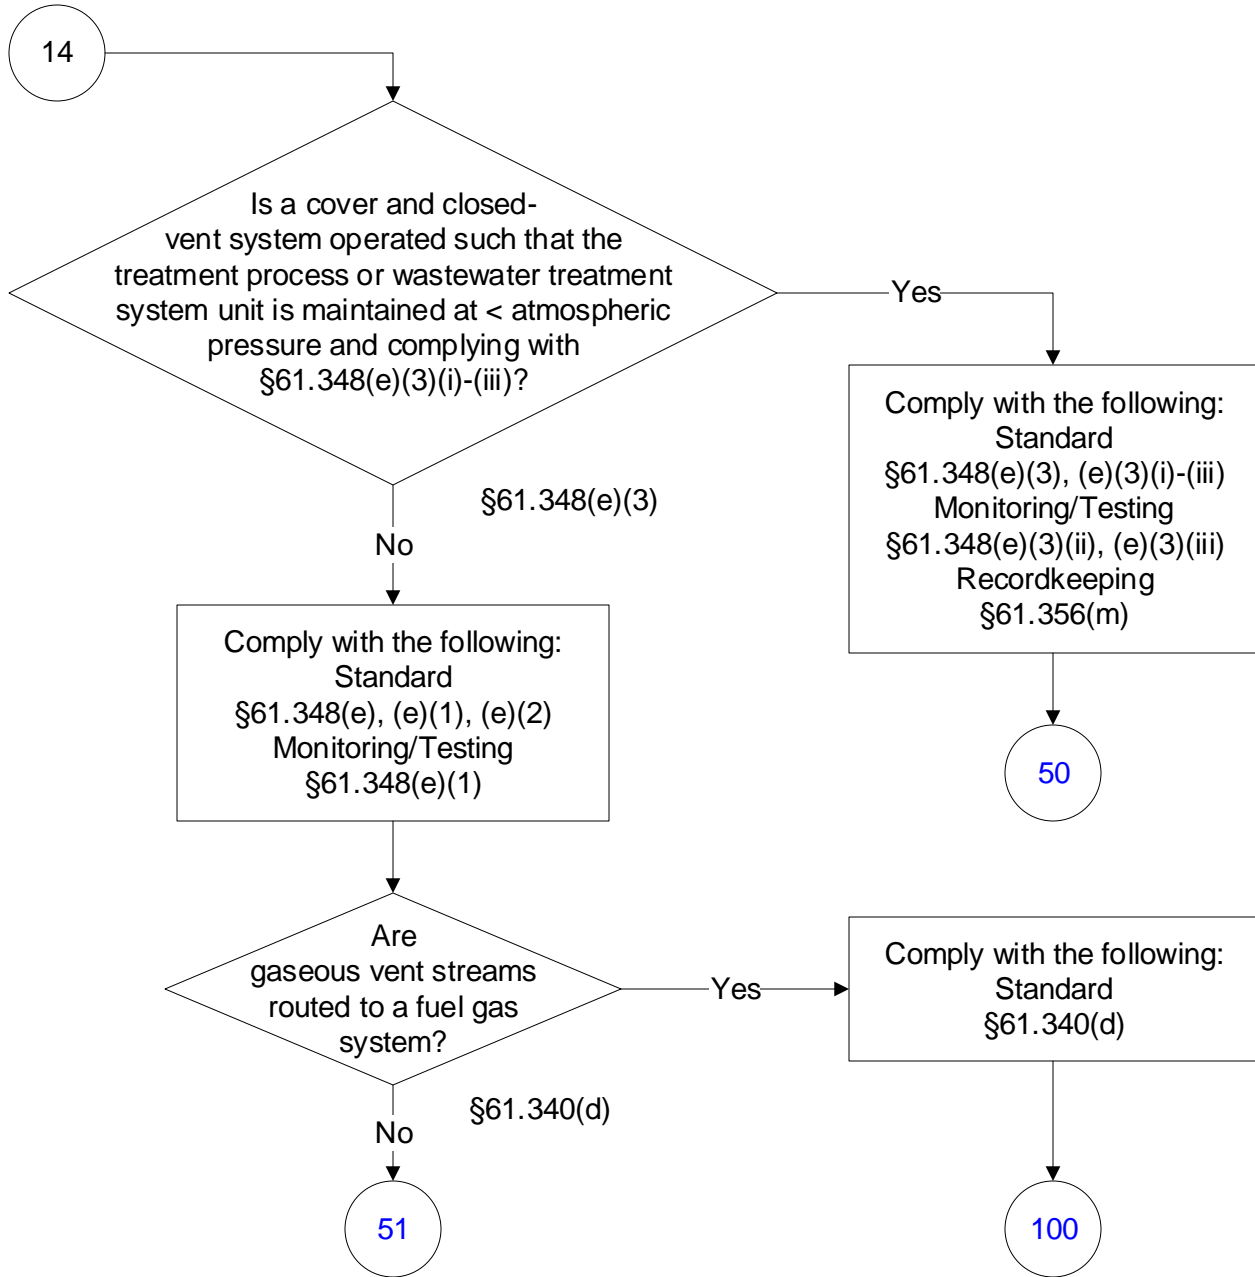 14
Is a cover and closed-
vent system operated such that the
treatment process or wastewater treatment
system unit is maintained at < atmospheric
pressure and complying with
§61.348(e)(3)(i)-(iii)?
Yes
Comply with the following:
Standard
§61.348(e)(3), (e)(3)(i)-(iii)
Monitoring/Testing
§61.348(e)(3)(ii), (e)(3)(iii)
Recordkeeping
§61.356(m)
50
§61.348(e)(3)
No
Comply with the following:
Standard
§61.348(e), (e)(1), (e)(2)
Monitoring/Testing
§61.348(e)(1)
Are
gaseous vent streams
routed to a fuel gas
system?
Yes
Comply with the following:
Standard
§61.340(d)
100
§61.340(d)
No
51